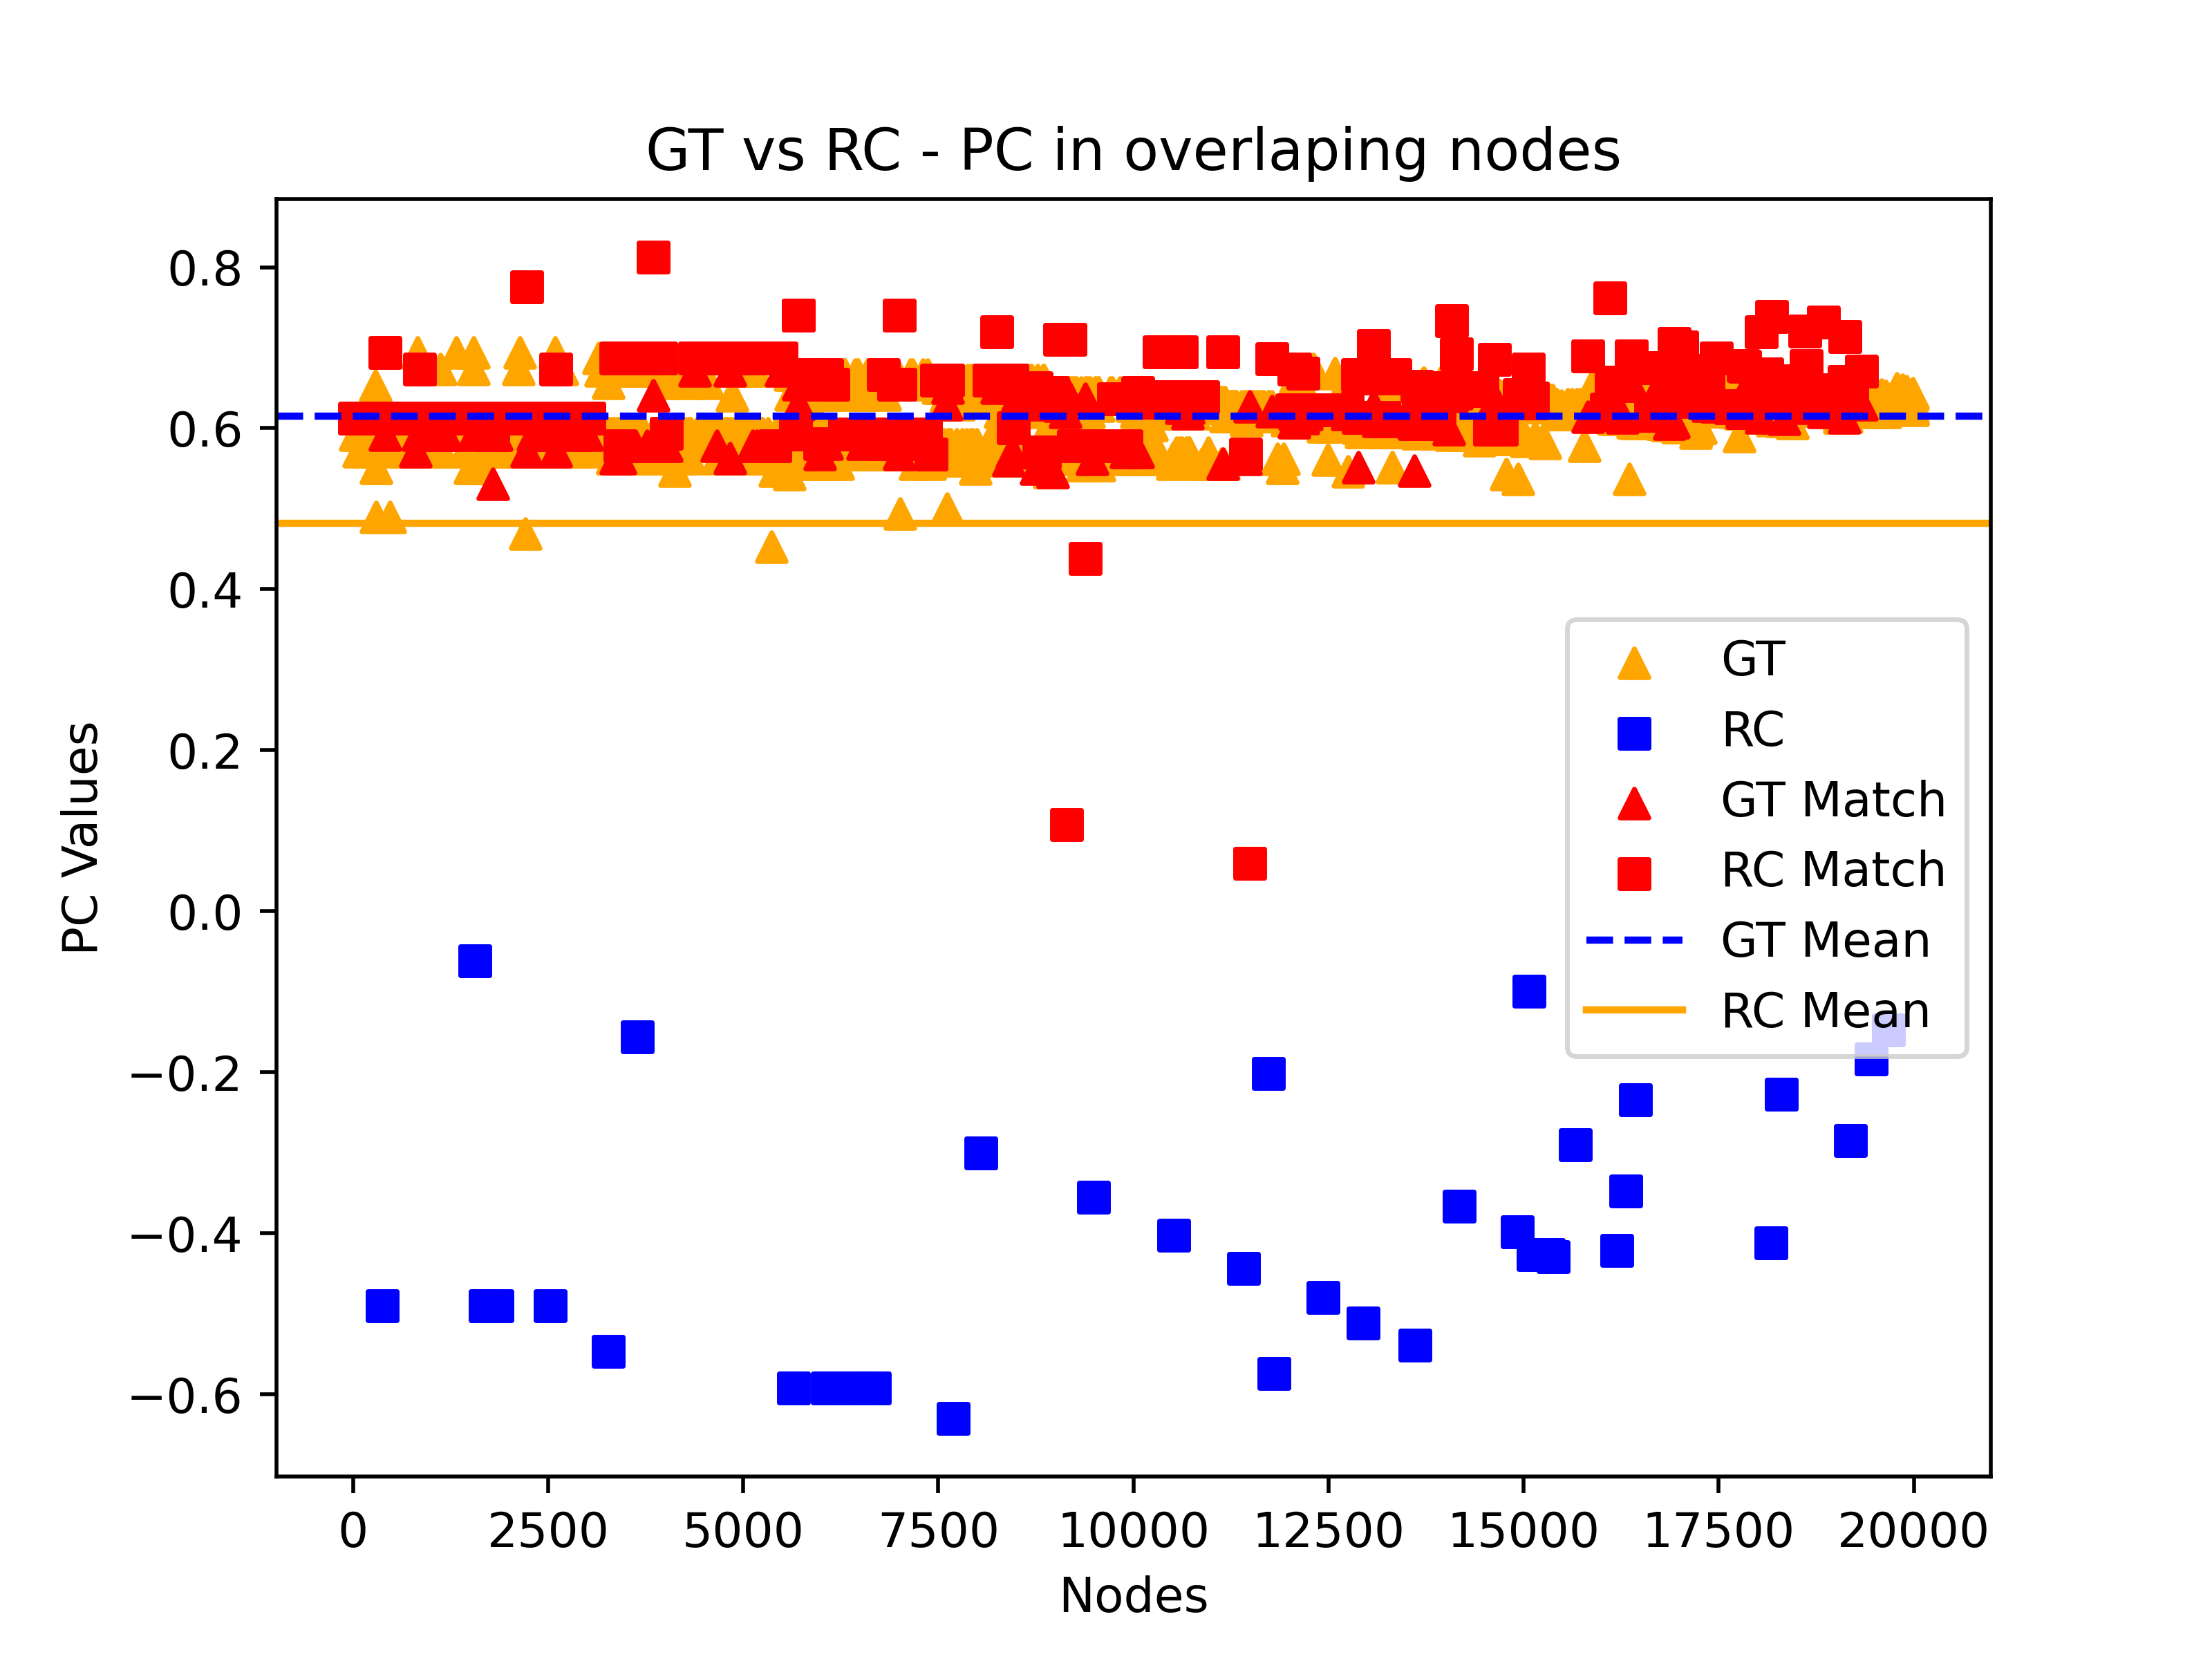 GT vs RC - PC in overlaping nodes
PC Values
0.8
0.6
0.4
0.2
0.0
−0.2
−0.4
−0.6
GT
RC
GT Match
RC Match
GT Mean
RC Mean
0 2500 5000 7500 10000 12500 15000 17500 20000
Nodes